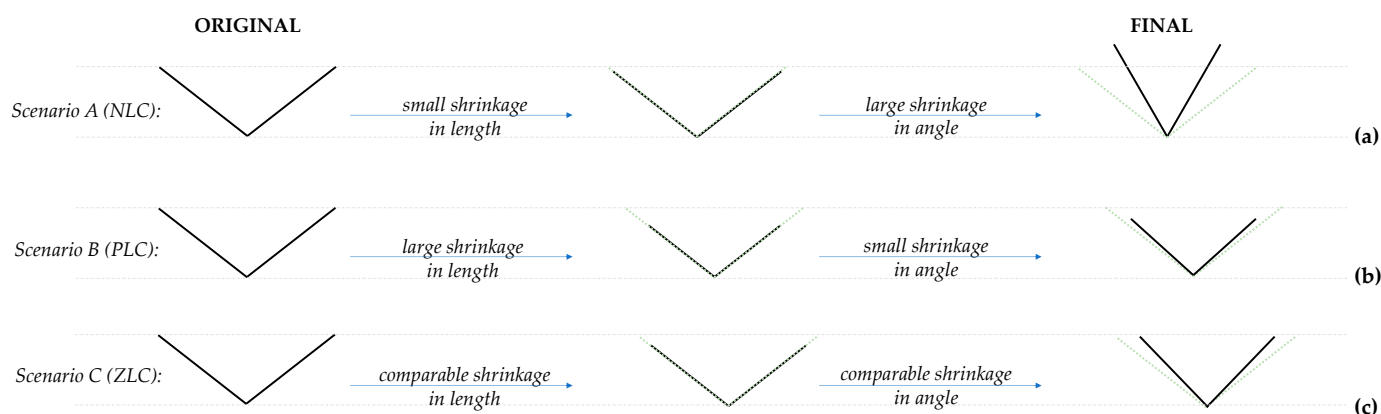 ORIGINAL
FINAL
Scenario A (NLC):
small shrinkage
in length
large shrinkage
in angle
(a)
Scenario B (PLC):
large shrinkage
in length
small shrinkage
in angle
(b)
Scenario C (ZLC):
comparable shrinkage
in length
comparable shrinkage
in angle
(c)